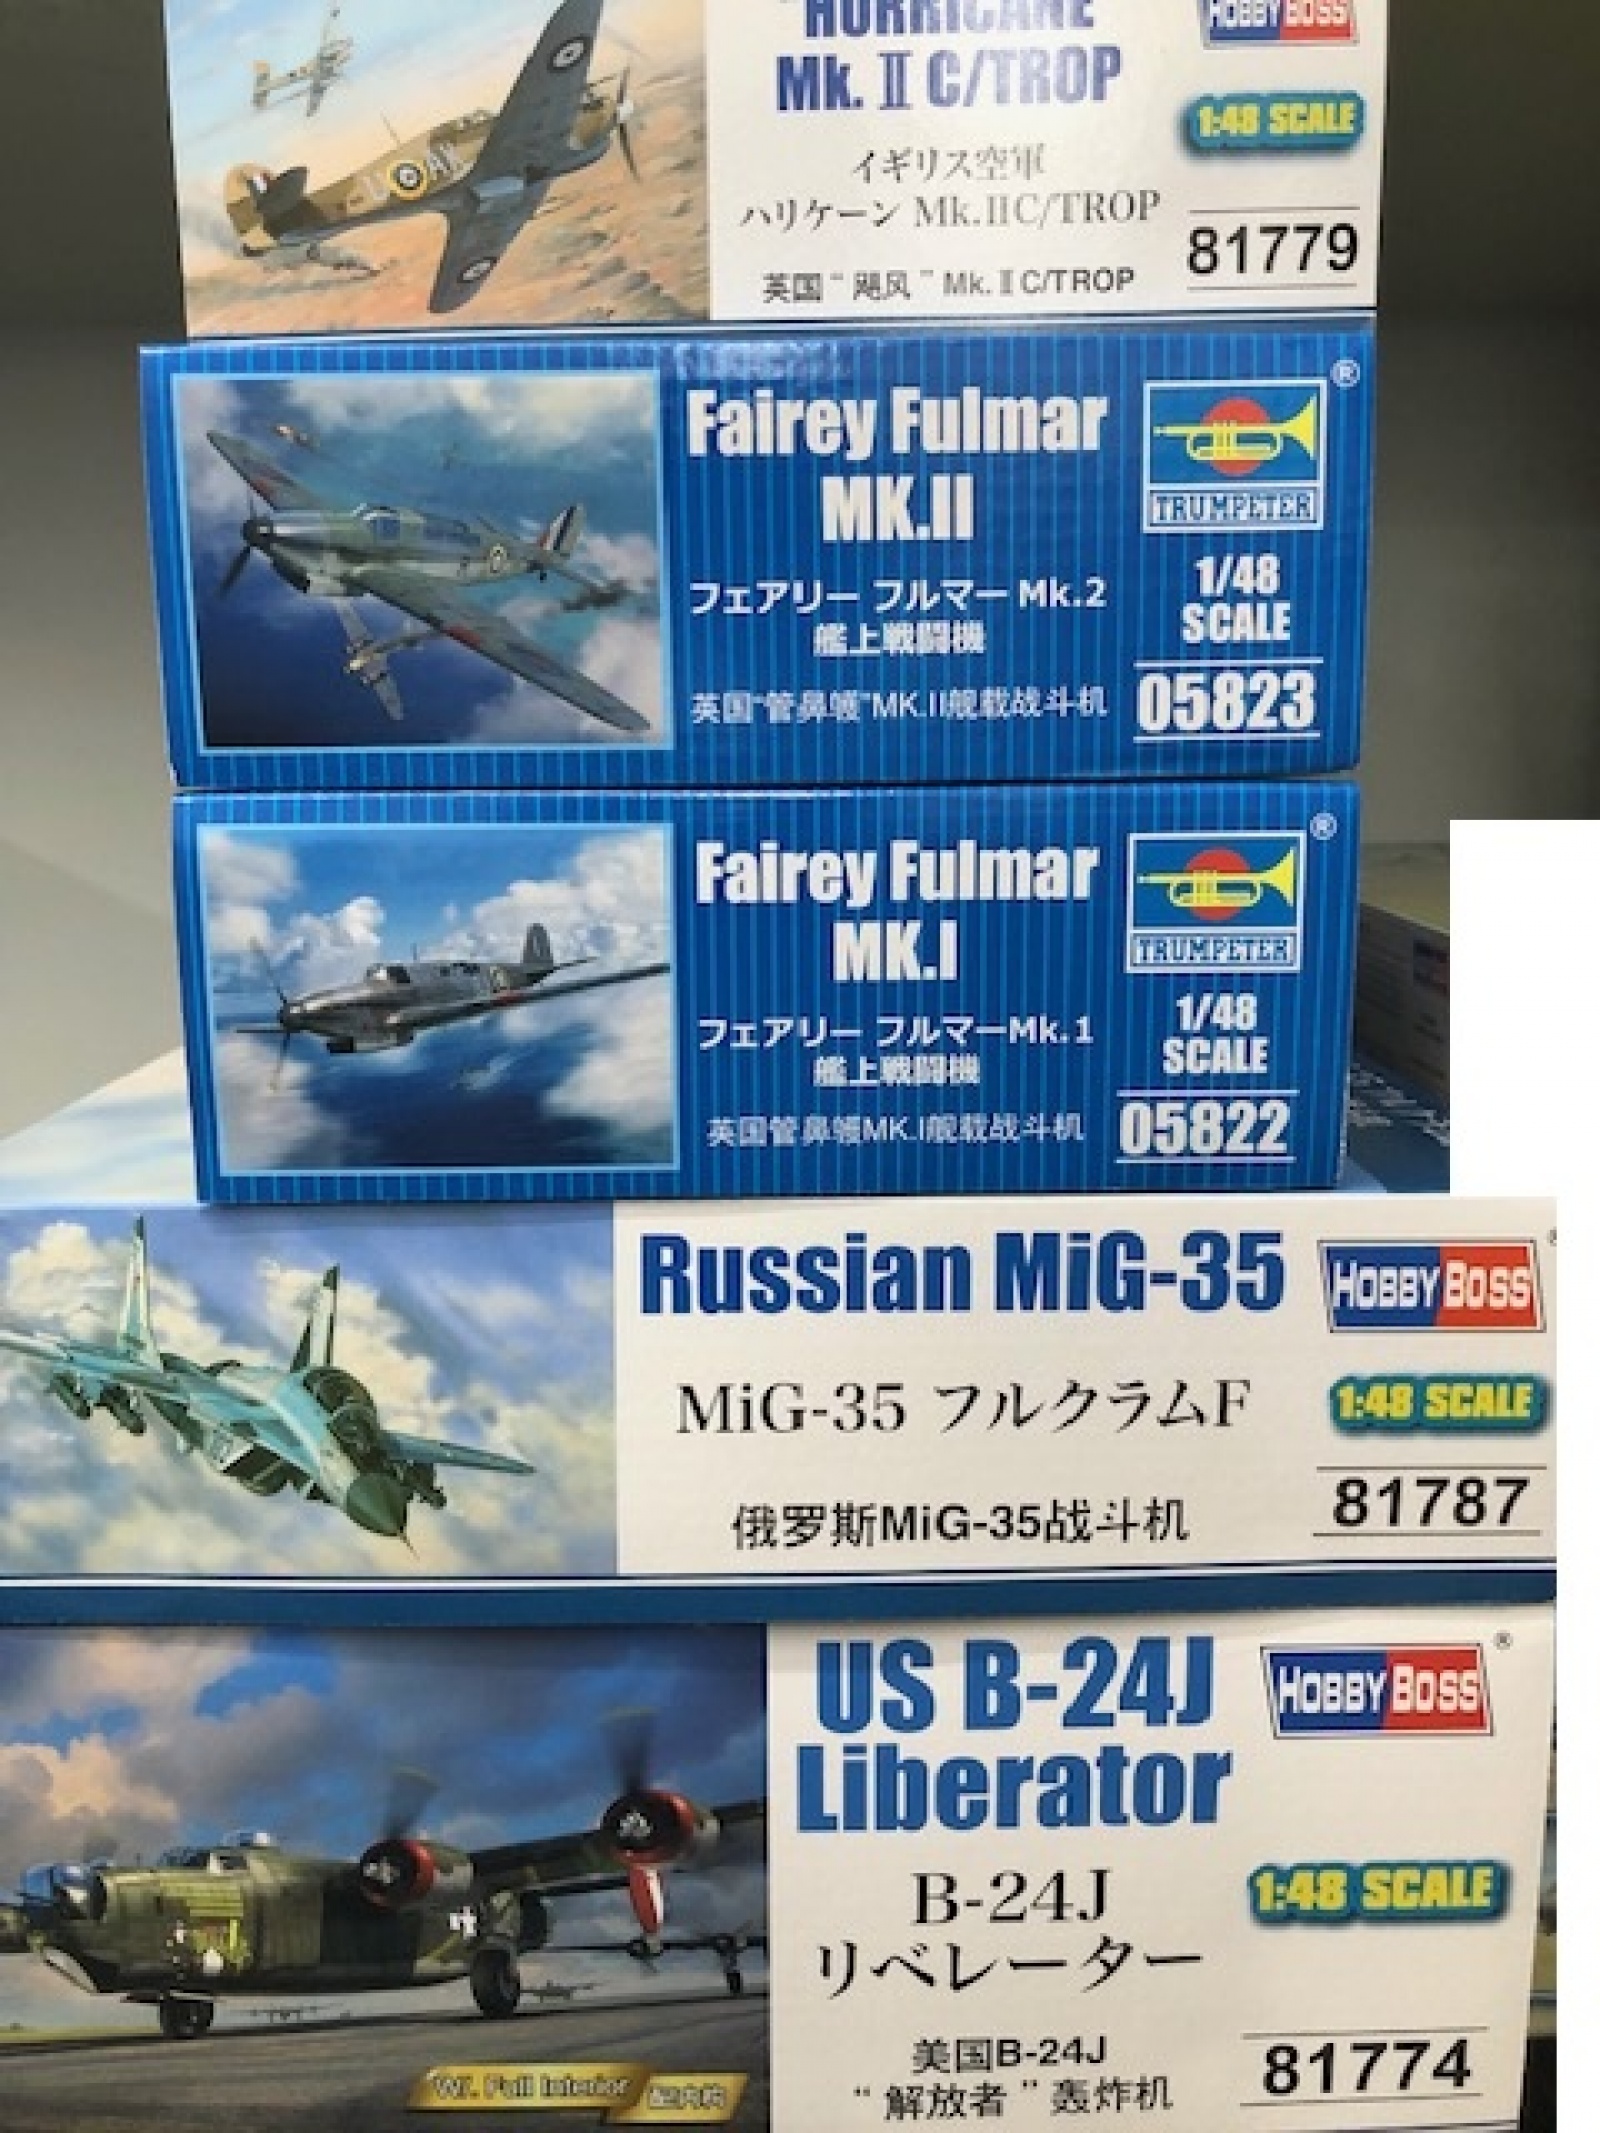 "HURRICANE
Mk. Ⅱ C/TROP
HOBBY BOSS
1:48 SCALE
イギリス空軍
ハリケーン Mk.ⅡC/TROP
英国“飓风”Mk.ⅡC/TROP
81779
Fairey Fulmar
MK.II
フェアリー フルマー Mk.2
艦上戦闘機
英国“管鼻鹱”MK.II舰载战斗机
®
TRUMPETER
1/48
SCALE
05823
Fairey Fulmar
MK.I
フェアリー フルマーMk.1
艦上戦闘機
英国管鼻鹱MK.I舰载战斗机
®
TRUMPETER
1/48
SCALE
05822
Russian MiG-35
MiG-35 フルクラムF
俄罗斯MiG-35战斗机
HOBBY BOSS
1:48 SCALE
81787
US B-24J
Liberator
B-24J
リベレーター
美国B-24J
“解放者”轰炸机
HOBBY BOSS
®
1:48 SCALE
81774
W/. Full Interior 配内构